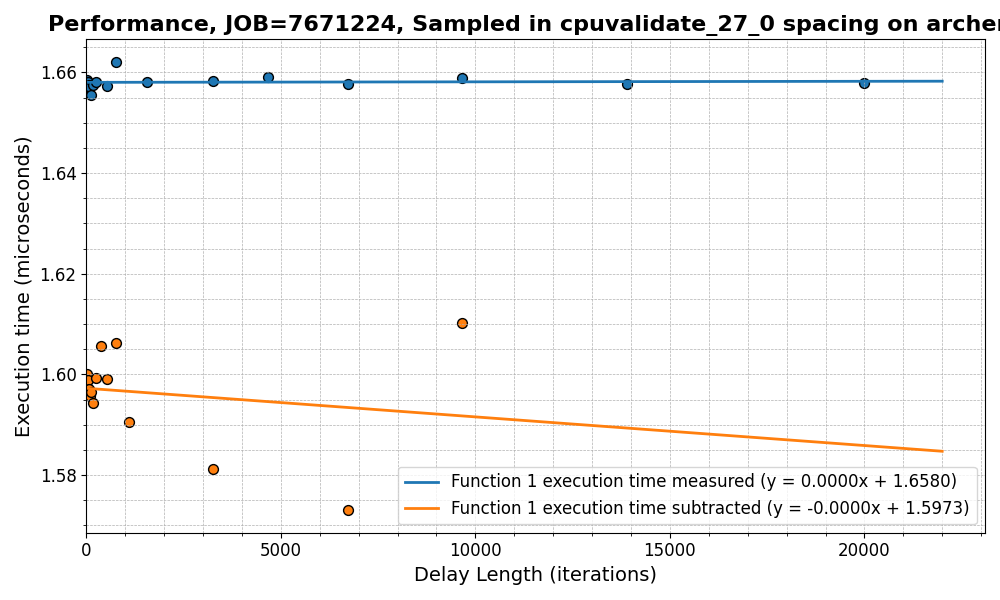 Performance, JOB=7671224, Sampled in cpuvalidate_27_0 spacing on archer
Execution time (microseconds)
1.66
1.64
1.62
1.60
1.58
Function 1 execution time measured (y = 0.0000x + 1.6580)
Function 1 execution time subtracted (y = -0.0000x + 1.5973)
0 5000 10000 15000 20000
Delay Length (iterations)